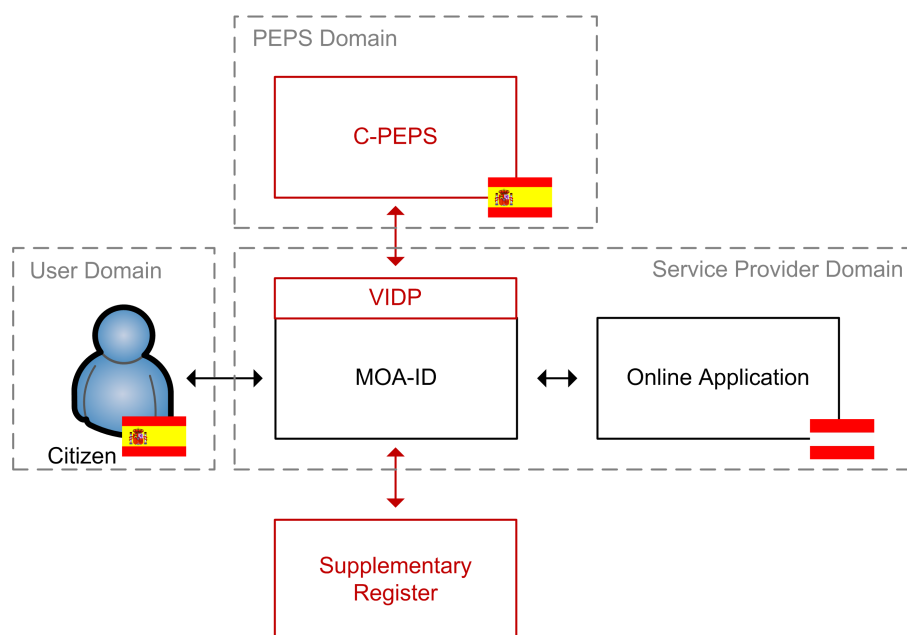 PEPS Domain
C-PEPS
User Domain
Service Provider Domain
VIDP
MOA-ID
Online Application
Citizen
Supplementary
Register